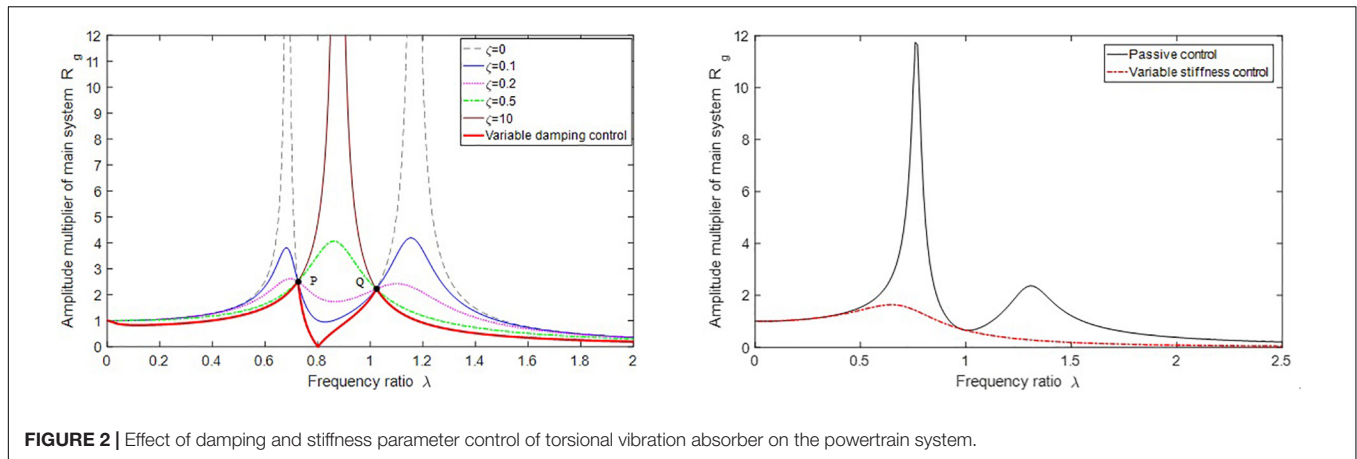 Amplitude multiplier of main system R g
12
11
10
9
8
7
6
5
4
3
2
1
0
0 0.2 0.4 0.6 0.8 1 1.2 1.4 1.6 1.8 2
Frequency ratio λ
ζ=0
ζ=0.1
ζ=0.2
ζ=0.5
ζ=10
Variable damping control
P
Q
Amplitude multiplier of main system R g
12
10
8
6
4
2
0
0 0.5 1 1.5 2 2.5
Frequency ratio λ
Passive control
Variable stiffness control
FIGURE 2 | Effect of damping and stiffness parameter control of torsional vibration absorber on the powertrain system.